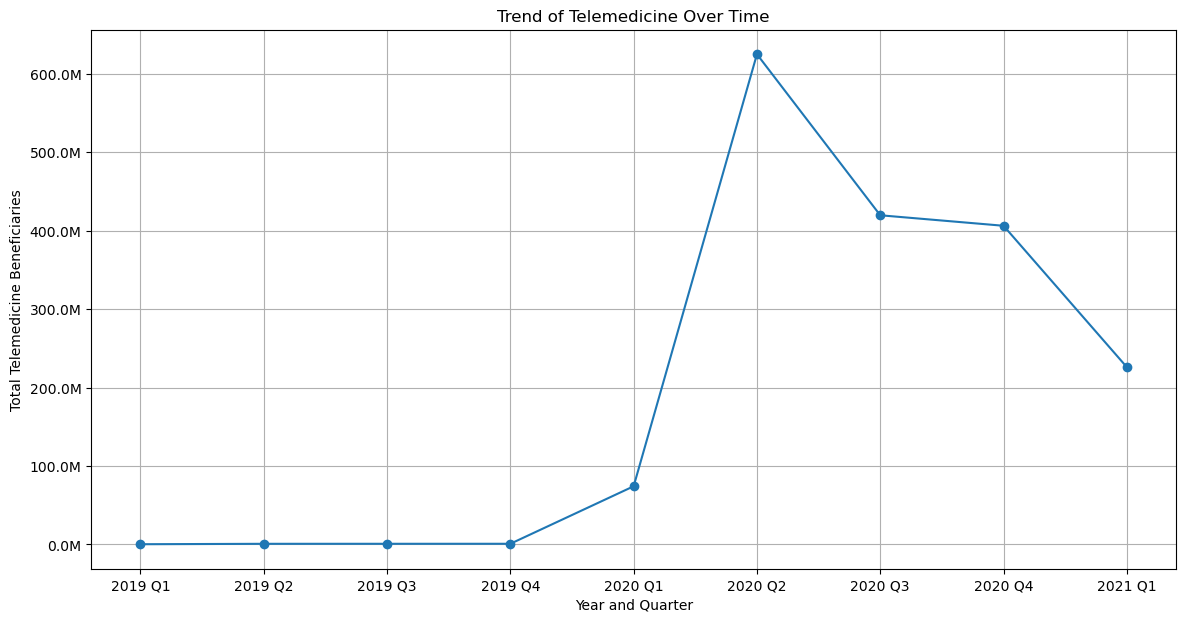 Trend of Telemedicine Over Time
Total Telemedicine Beneficiaries
600.0M
500.0M
400.0M
300.0M
200.0M
100.0M
0.0M
2019 Q1 2019 Q2 2019 Q3 2019 Q4 2020 Q1 2020 Q2 2020 Q3 2020 Q4 2021 Q1
Year and Quarter